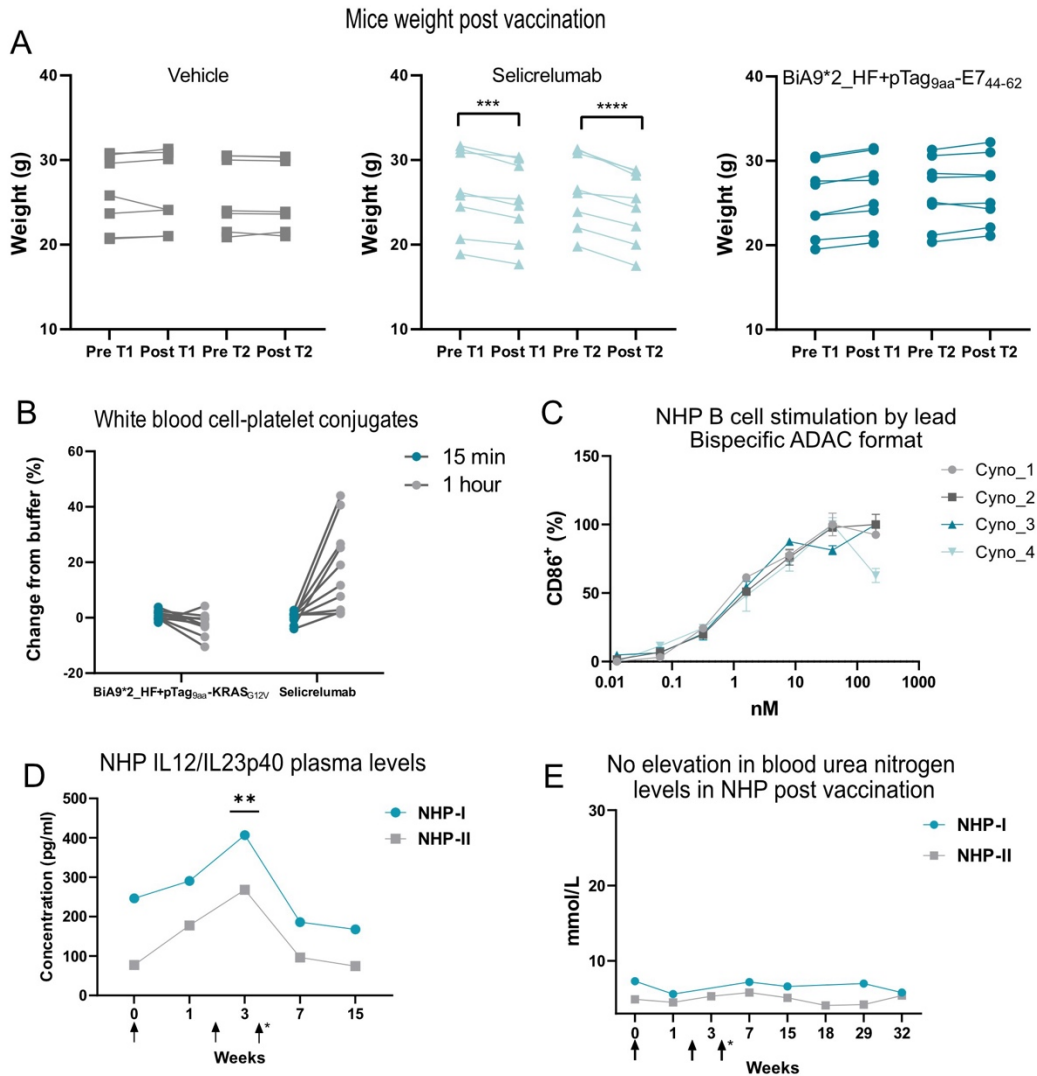 Mice weight post vaccination
A
Vehicle
Selicrelumab
BiA9*2_HF+pTag9aa-E744-62
Weight (g)
40
30
20
10
Pre T1 Post T1 Pre T2 Post T2
Weight (g)
40
30
20
10
*** ****
Pre T1 Post T1 Pre T2 Post T2
Weight (g)
40
30
20
10
Pre T1 Post T1 Pre T2 Post T2
B
White blood cell-platelet conjugates
Change from buffer (%)
60
40
20
0
-20
15 min
1 hour
BiA9*2_HF+pTag9aa-KRASG12V Selicrelumab
C
NHP B cell stimulation by lead
Bispecific ADAC format
CD86+ (%)
150
100
50
0
0.01 0.1 1 10 100 1000
nM
Cyno_1
Cyno_2
Cyno_3
Cyno_4
D
NHP IL12/IL23p40 plasma levels
Concentration (pg/ml)
500
400
300
200
100
0
**
NHP-I
NHP-II
0 1 3 7 15
*
Weeks
E
No elevation in blood urea nitrogen
levels in NHP post vaccination
mmol/L
30
20
10
NHP-I
NHP-II
0 1 3 7 15 18 29 32
*
Weeks